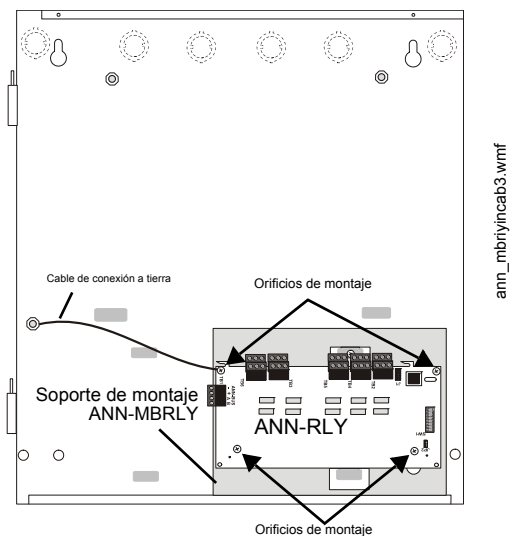 Cable de conexión a tierra
Orificios de montaje
Soporte de montaje
ANN-MBRLY
ANN-RLY
Orificios de montaje
ann_mbrlyincab3.wmf